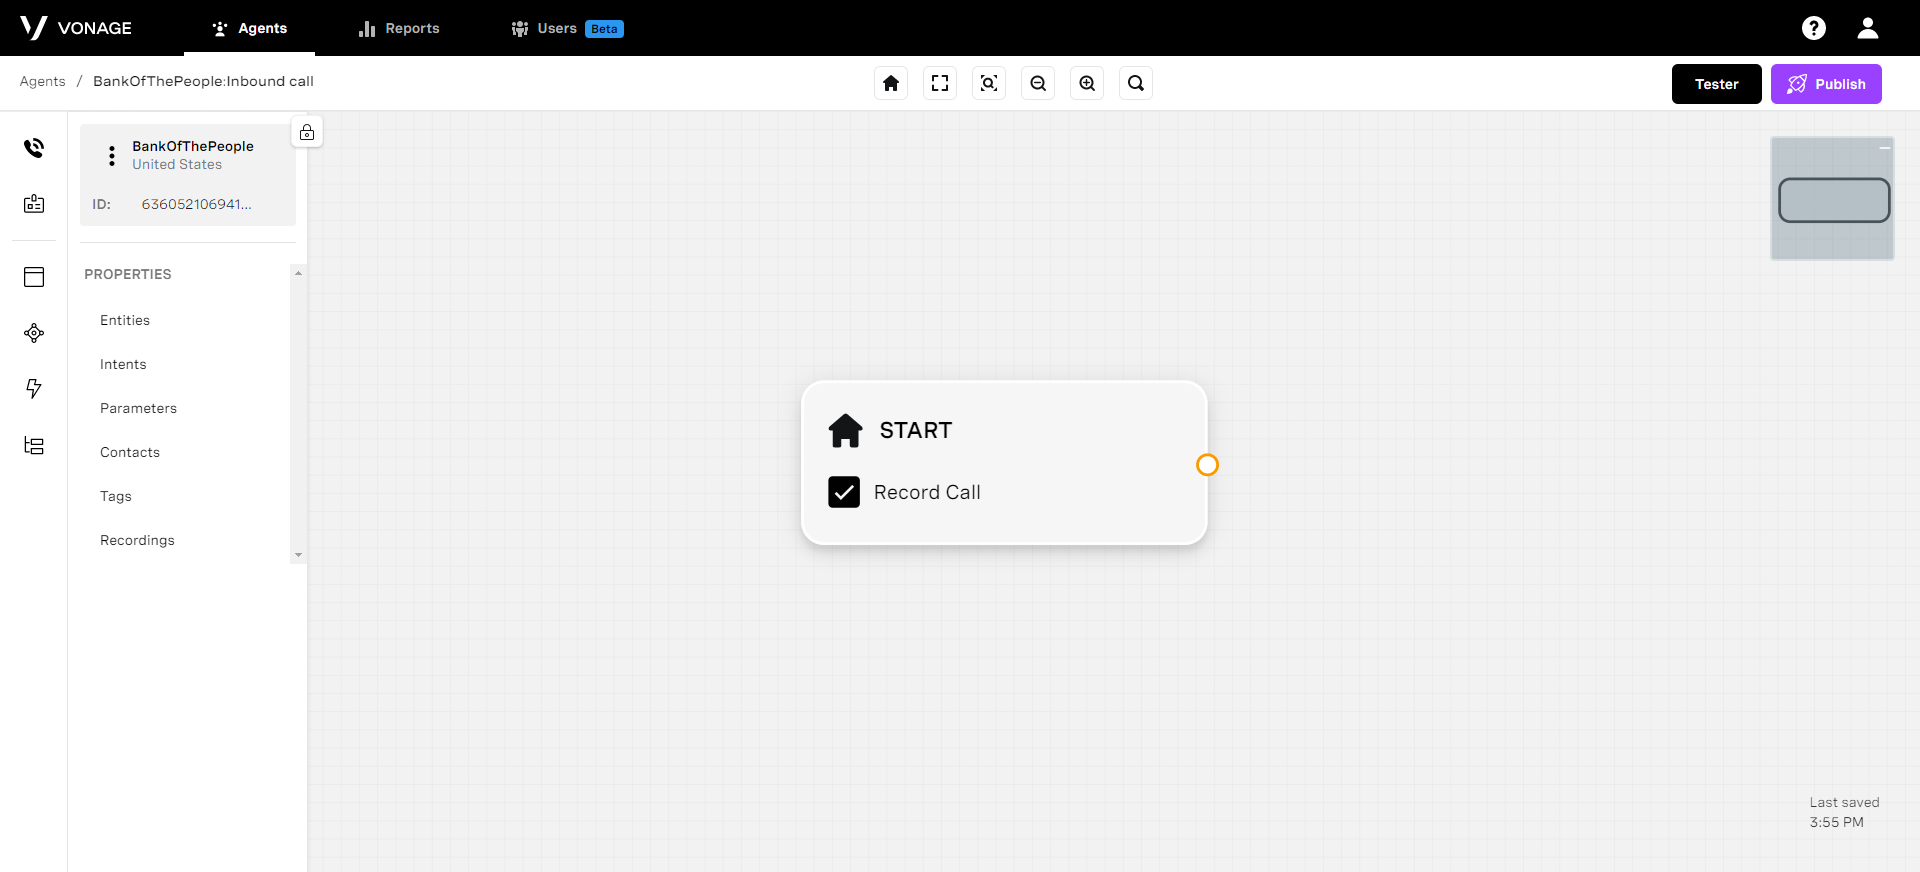 VONAGE
Agents
Reports
Users Beta
Agents / BankOfThePeople:Inbound call
Tester
Publish
BankOfThePeople
United States
ID: 636052106941...
PROPERTIES
Entities
Intents
Parameters
Contacts
Tags
Recordings
START
Record Call
Last saved
3:55 PM